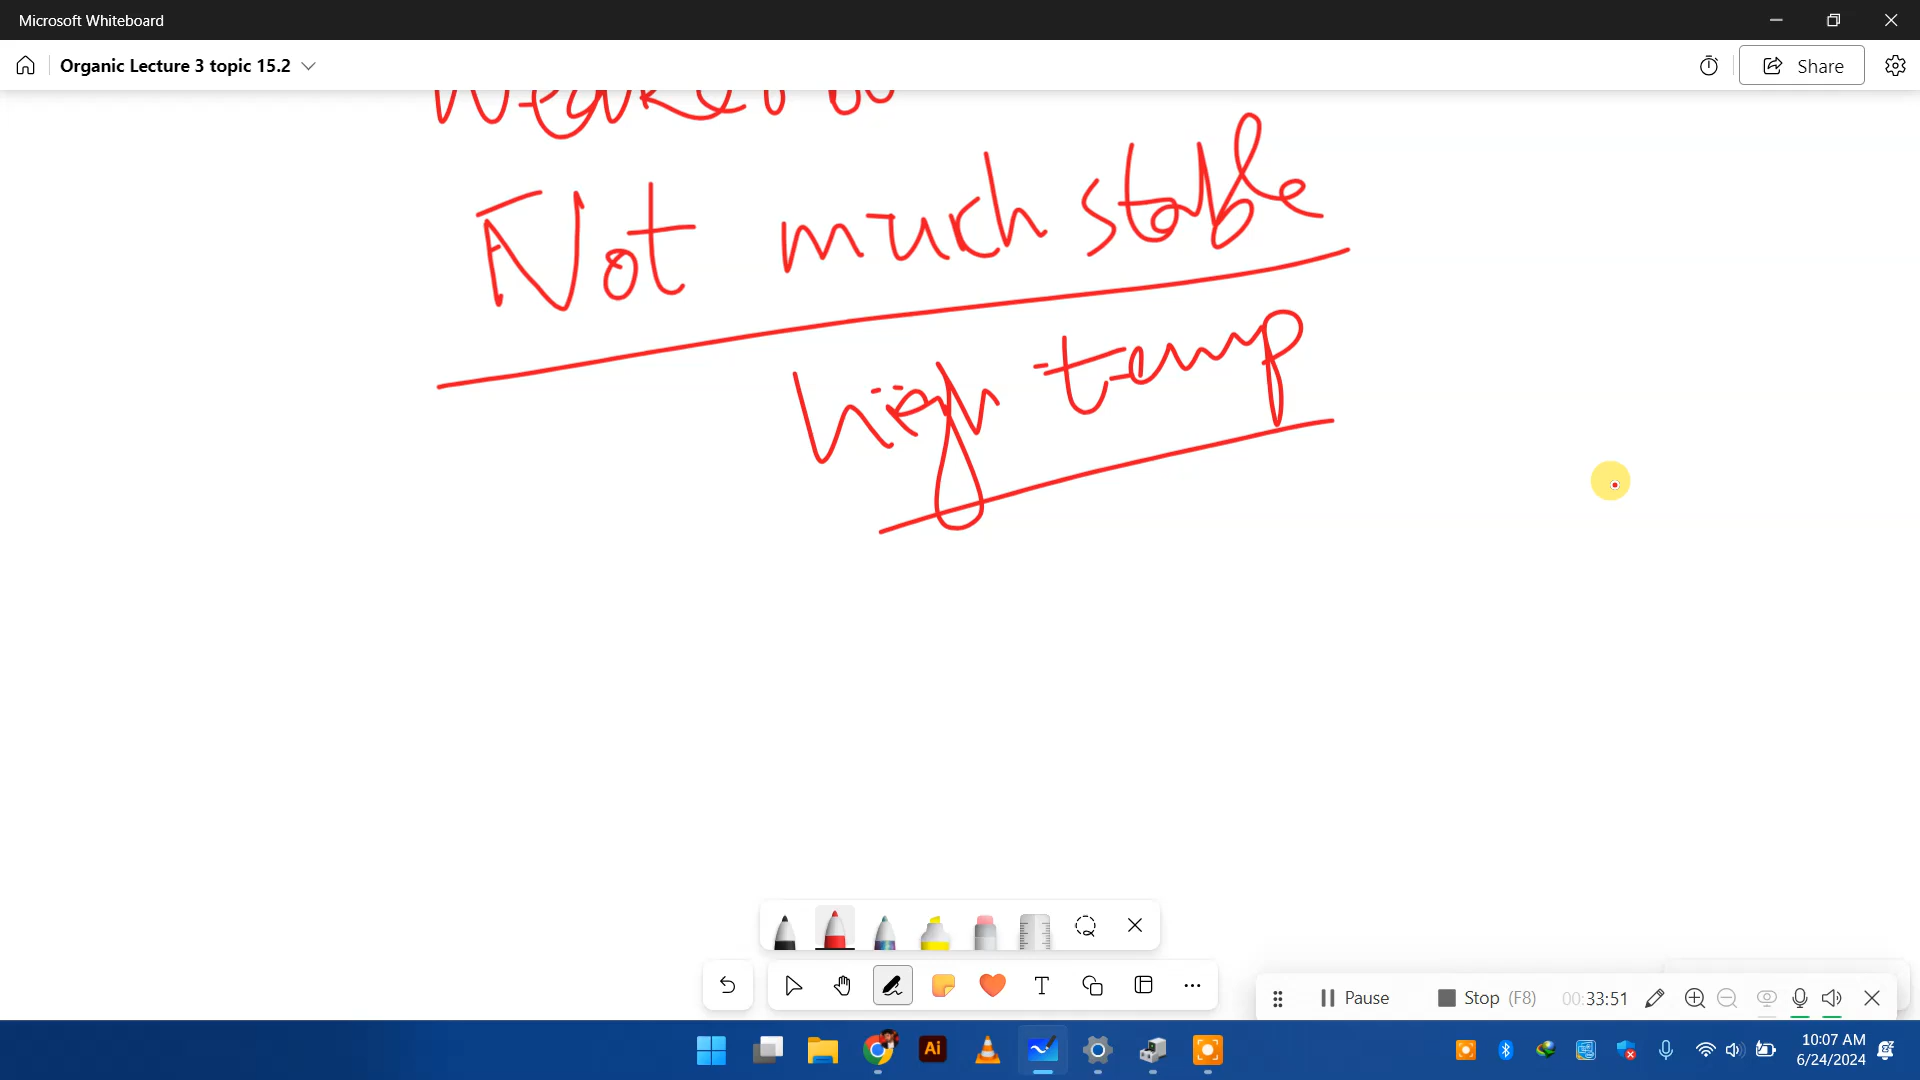 Microsoft Whiteboard
Organic Lecture 3 topic 15.2
Share
Not much stable
high temp
Pause
Stop (F8)
00:33:51
Ai
10:07 AM
6/24/2024